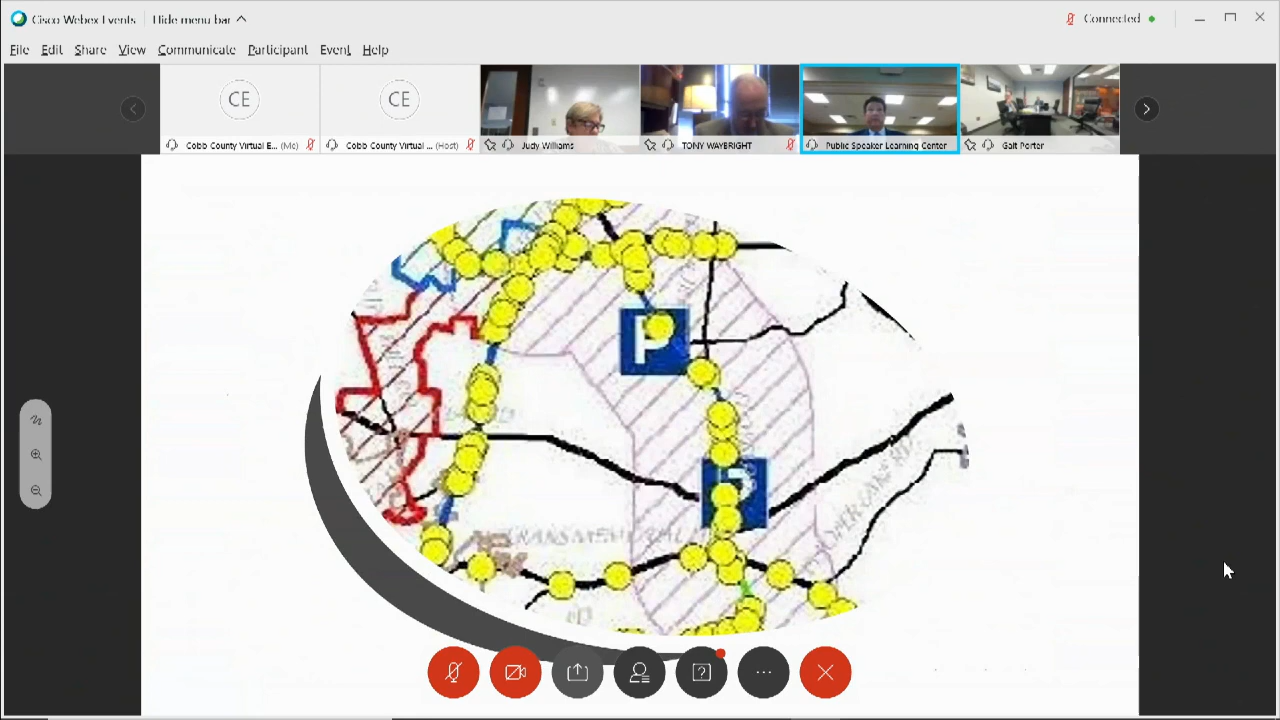 Cisco Webex Events
Hide menu bar
Connected
File Edit Share View Communicate Participant Event Help
CE
CE
Cobb County Virtual E... (Me)
Cobb County Virtual ... (Host)
Judy Williams
TONY WAYBRIGHT
Public Speaker Learning Center
Gait Porter
P